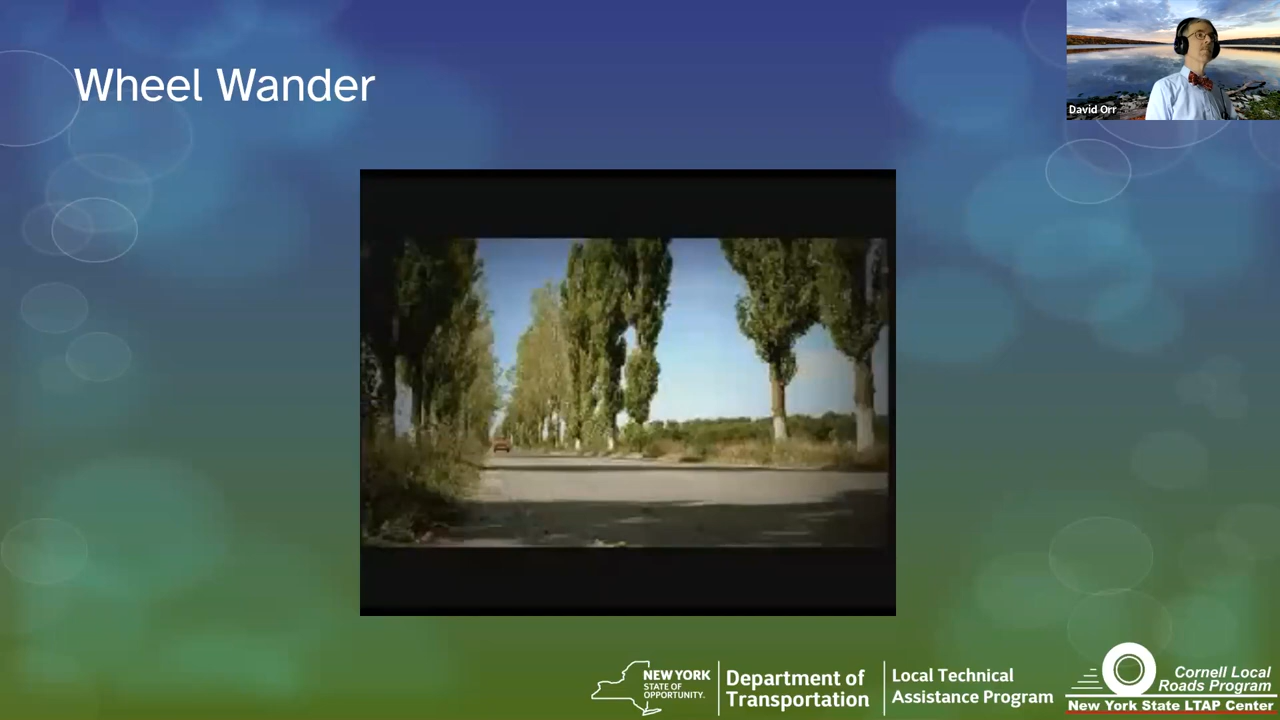 Wheel Wander
David Orr
NEW YORK
STATE OF
OPPORTUNITY.
Department of
Transportation
Local Technical
Assistance Program
Cornell Local
Roads Program
New York State LTAP Center